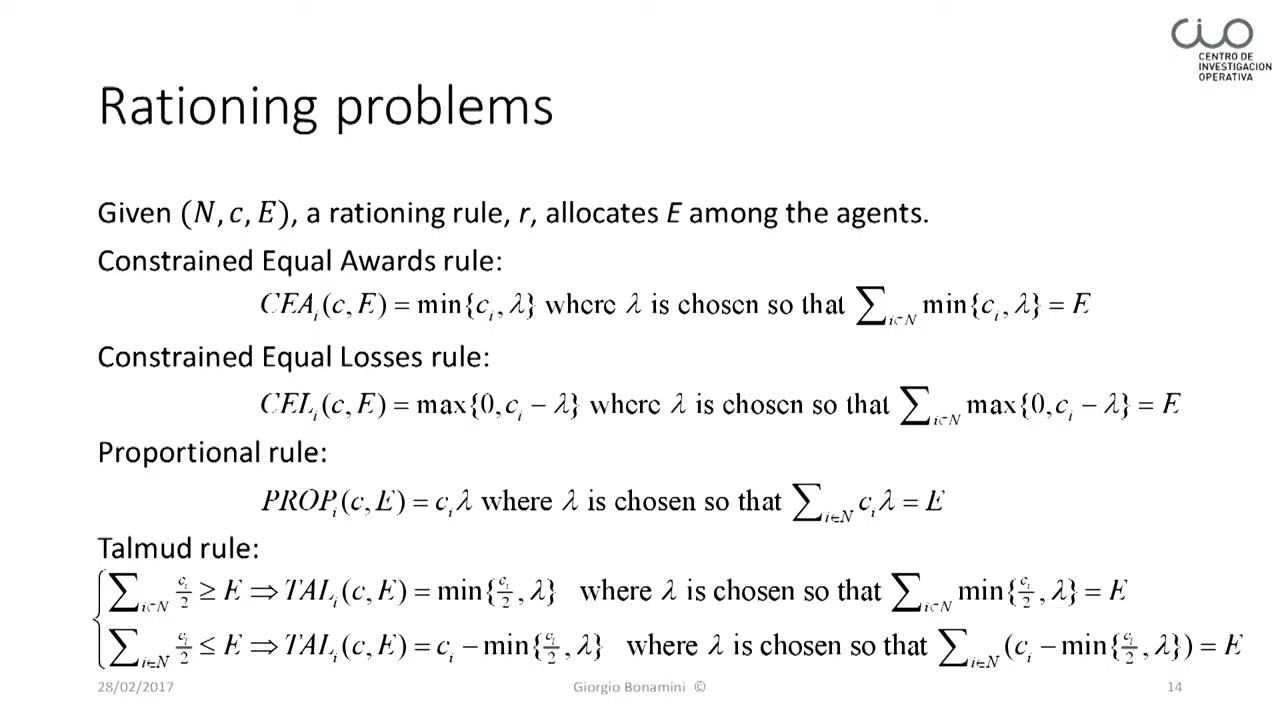 CIO
CENTRO DE
INVESTIGACION
OPERATIVA
Rationing problems
Given (N, c, E), a rationing rule, r, allocates E among the agents.
Constrained Equal Awards rule:
CEA_i(c, E) = min{c_i, λ} where λ is chosen so that ∑_{i∈N} min{c_i, λ} = E
Constrained Equal Losses rule:
CEL_i(c, E) = max{0, c_i − λ} where λ is chosen so that ∑_{i∈N} max{0, c_i − λ} = E
Proportional rule:
PROP_i(c, E) = c_i λ where λ is chosen so that ∑_{i∈N} c_i λ = E
Talmud rule:
∑_{i∈N} c_i/2 ≥ E ⇒ TAL_i(c, E) = min{c_i/2, λ} where λ is chosen so that ∑_{i∈N} min{c_i/2, λ} = E
∑_{i∈N} c_i/2 ≤ E ⇒ TAL_i(c, E) = c_i − min{c_i/2, λ} where λ is chosen so that ∑_{i∈N} (c_i − min{c_i/2, λ}) = E
28/02/2017 Giorgio Bonamini © 14